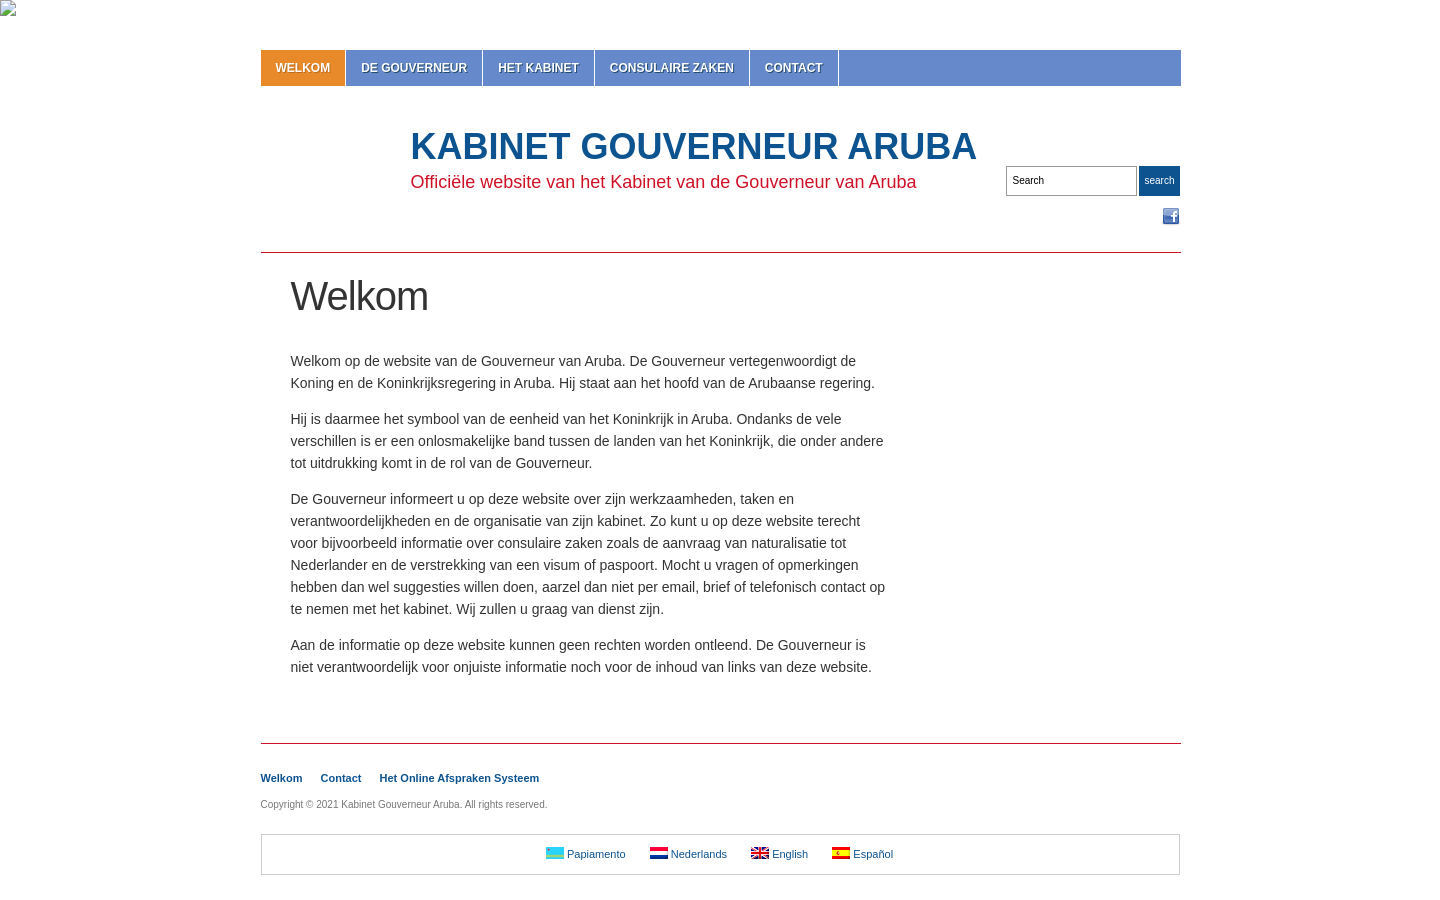 WELKOM DE GOUVERNEUR HET KABINET CONSULAIRE ZAKEN CONTACT
KABINET GOUVERNEUR ARUBA
Officiële website van het Kabinet van de Gouverneur van Aruba
Search search
Welkom
Welkom op de website van de Gouverneur van Aruba. De Gouverneur vertegenwoordigt de
Koning en de Koninkrijksregering in Aruba. Hij staat aan het hoofd van de Arubaanse regering.
Hij is daarmee het symbool van de eenheid van het Koninkrijk in Aruba. Ondanks de vele
verschillen is er een onlosmakelijke band tussen de landen van het Koninkrijk, die onder andere
tot uitdrukking komt in de rol van de Gouverneur.
De Gouverneur informeert u op deze website over zijn werkzaamheden, taken en
verantwoordelijkheden en de organisatie van zijn kabinet. Zo kunt u op deze website terecht
voor bijvoorbeeld informatie over consulaire zaken zoals de aanvraag van naturalisatie tot
Nederlander en de verstrekking van een visum of paspoort. Mocht u vragen of opmerkingen
hebben dan wel suggesties willen doen, aarzel dan niet per email, brief of telefonisch contact op
te nemen met het kabinet. Wij zullen u graag van dienst zijn.
Aan de informatie op deze website kunnen geen rechten worden ontleend. De Gouverneur is
niet verantwoordelijk voor onjuiste informatie noch voor de inhoud van links van deze website.
Welkom Contact Het Online Afspraken Systeem
Copyright © 2021 Kabinet Gouverneur Aruba. All rights reserved.
Papiamento Nederlands English Español